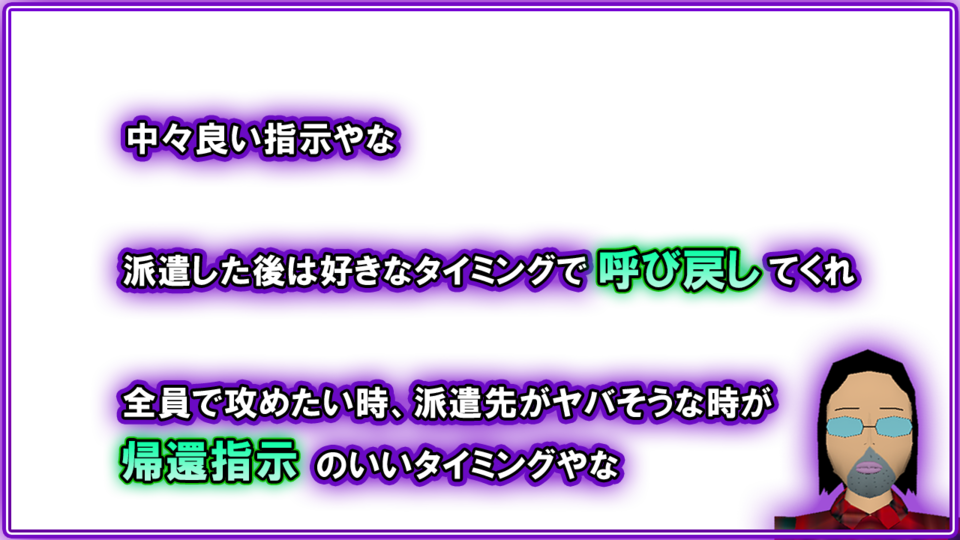 中々良い指示やな
派遣した後は好きなタイミングで 呼び戻し てくれ
全員で攻めたい時、派遣先がヤバそうな時が
帰還指示 のいいタイミングやな